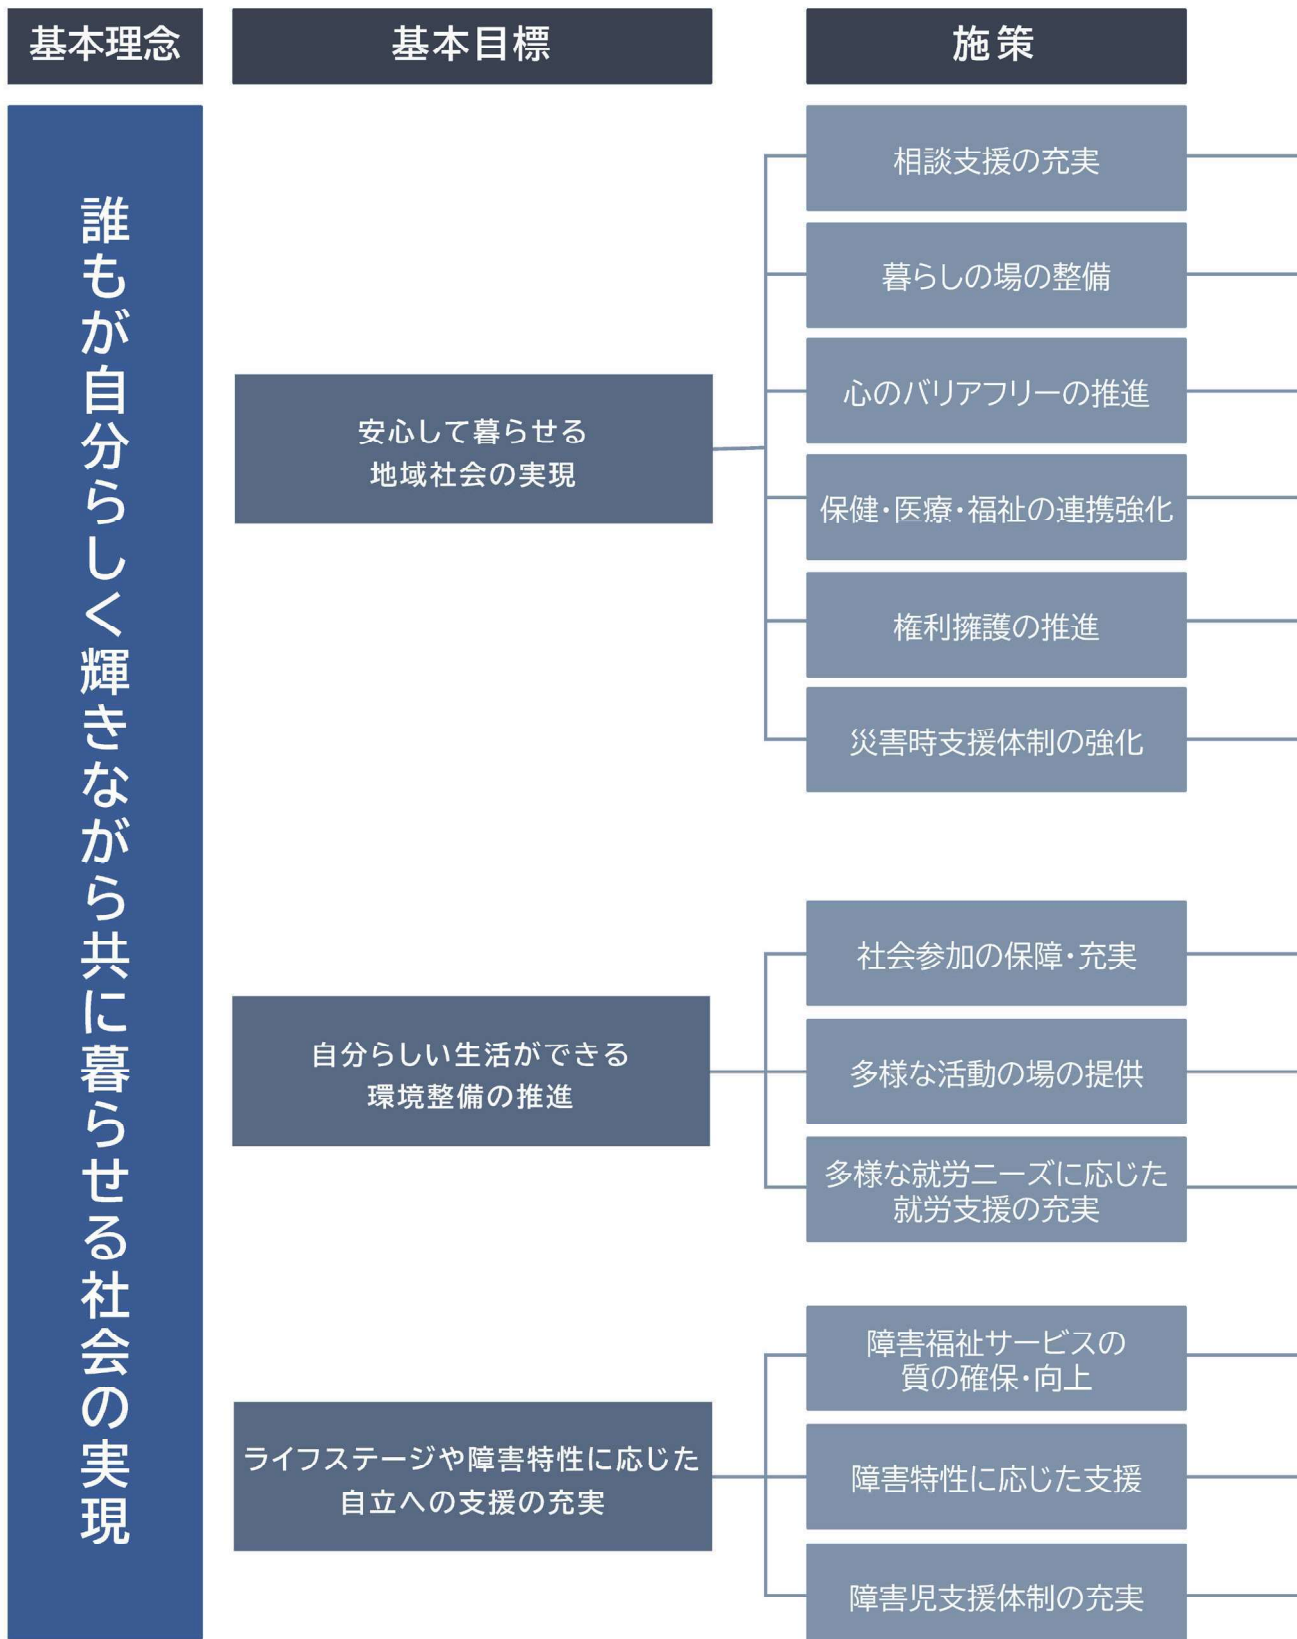 基本理念
基本目標
施策
誰もが自分らしく輝きながら共に暮らせる社会の実現
安心して暮らせる
地域社会の実現
相談支援の充実
暮らしの場の整備
心のバリアフリーの推進
保健・医療・福祉の連携強化
権利擁護の推進
災害時支援体制の強化
自分らしい生活ができる
環境整備の推進
社会参加の保障・充実
多様な活動の場の提供
多様な就労ニーズに応じた
就労支援の充実
ライフステージや障害特性に応じた
自立への支援の充実
障害福祉サービスの
質の確保・向上
障害特性に応じた支援
障害児支援体制の充実